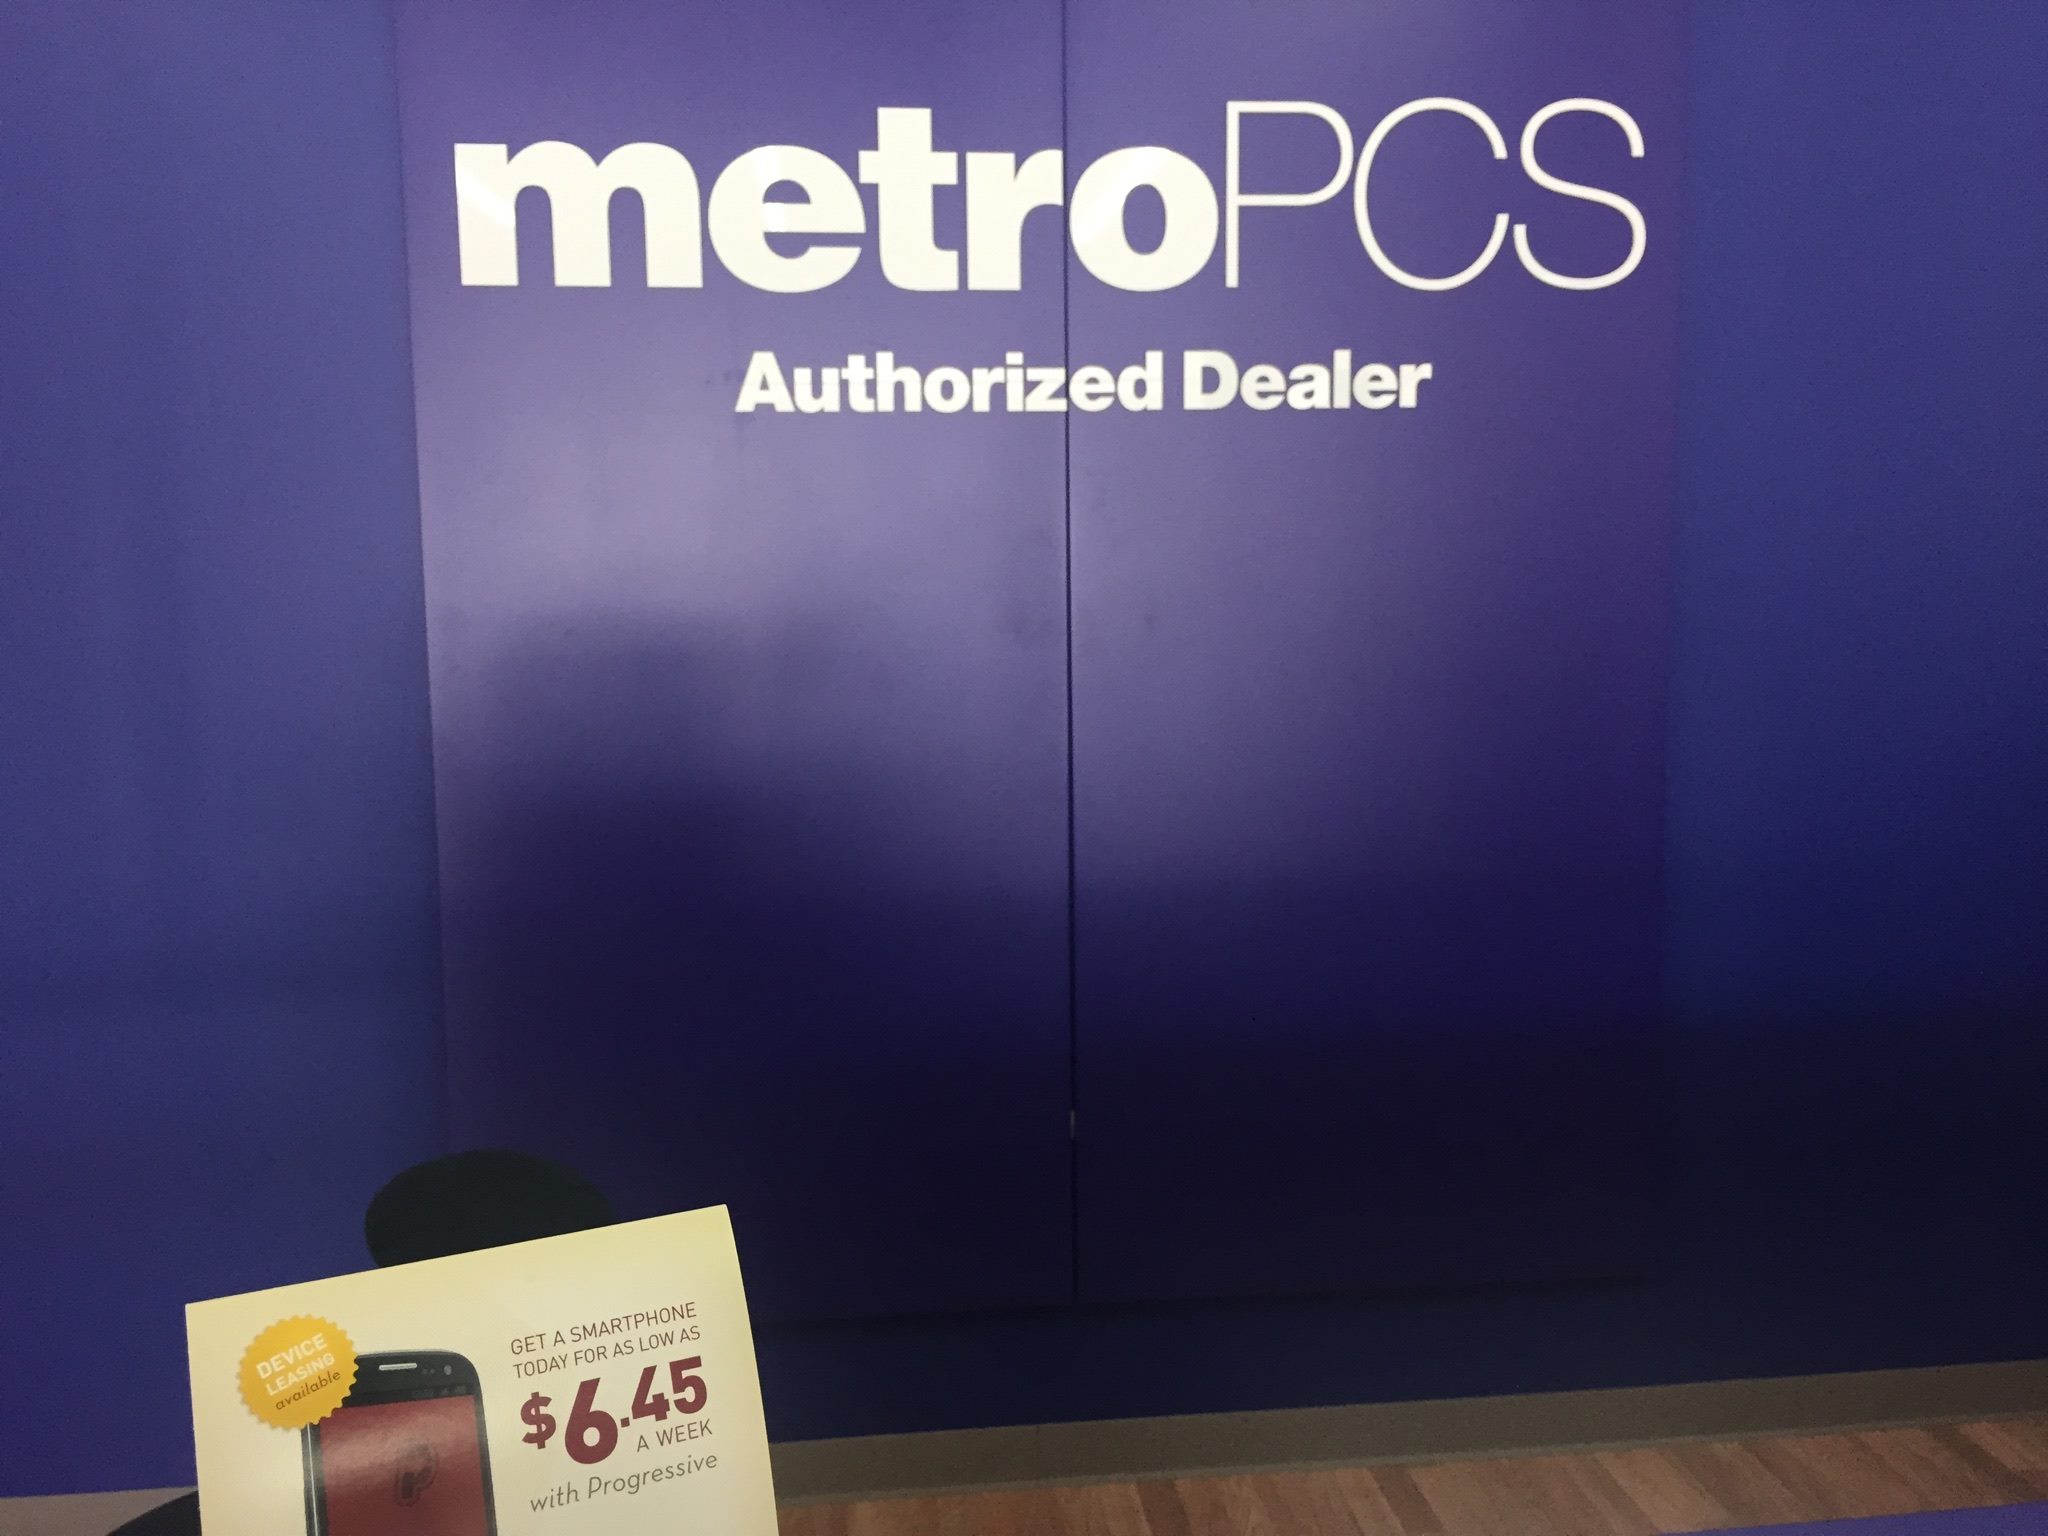 metroPCS
Authorized Dealer
DEVICE
LEASING
available
GET A SMARTPHONE
TODAY FOR AS LOW AS
$6.45
A WEEK
with Progressive